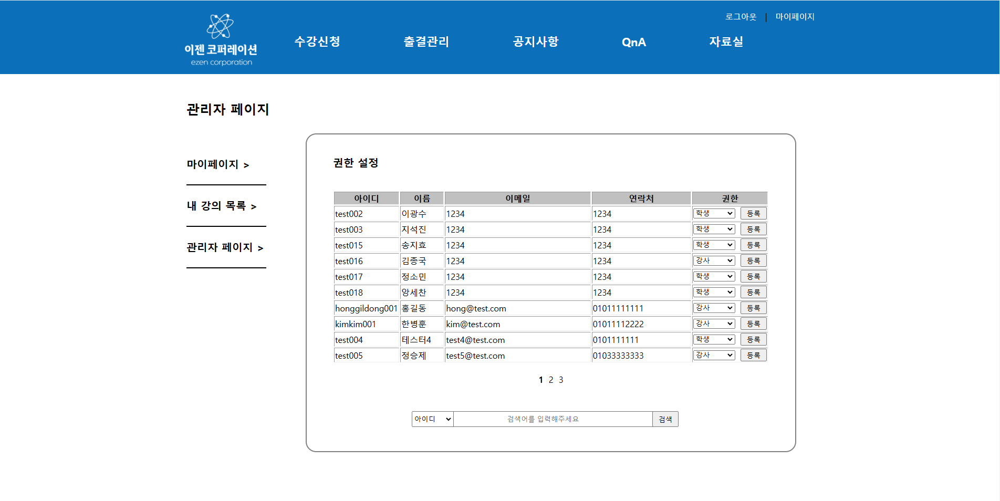 로그아웃 | 마이페이지
이젠 코퍼레이션
ezen corporation
수강신청 출결관리 공지사항 QnA 자료실
관리자 페이지
마이페이지 >
내 강의 목록 >
관리자 페이지 >
권한 설정
아이디 이름 이메일 연락처 권한
test002 이광수 1234 1234 학생 등록
test003 지석진 1234 1234 학생 등록
test015 송지효 1234 1234 학생 등록
test016 김종국 1234 1234 강사 등록
test017 정소민 1234 1234 학생 등록
test018 앙세찬 1234 1234 학생 등록
honggildong001 홍길동 hong@test.com 01011111111 강사 등록
kimkim001 한병훈 kim@test.com 01011112222 강사 등록
test004 테스터4 test4@test.com 0101111111 학생 등록
test005 정승제 test5@test.com 01033333333 강사 등록
1 2 3
아이디 검색어를 입력해주세요 검색